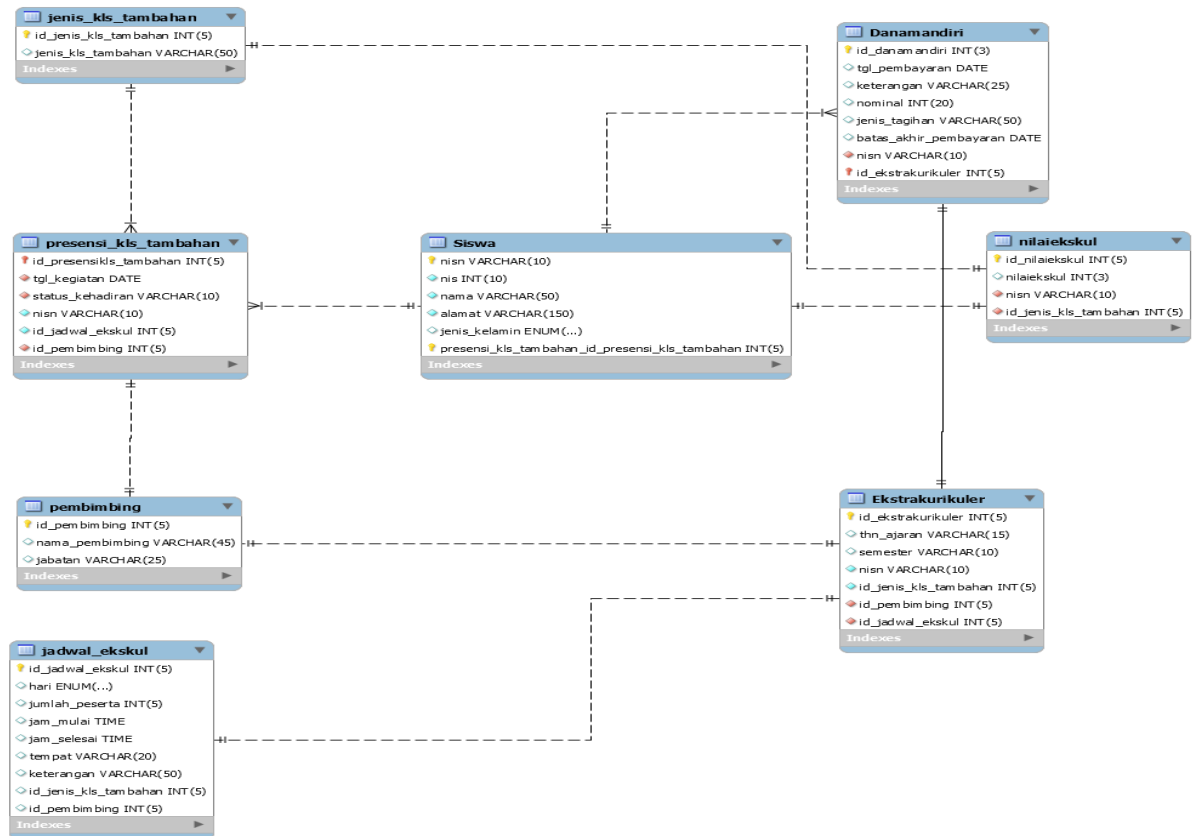 jenis_kls_tambahan
id_jenis_kls_tambahan INT(5)
jenis_kls_tambahan VARCHAR(50)
Indexes
Danamandiri
id_danamandiri INT(3)
tgl_pembayaran DATE
keterangan VARCHAR(25)
nominal INT(20)
jenis_tagihan VARCHAR(50)
batas_akhir_pembayaran DATE
nisn VARCHAR(10)
id_ekstrakurikuler INT(5)
Indexes
presensi_kls_tambahan
id_presensikls_tambahan INT(5)
tgl_kegiatan DATE
status_kehadiran VARCHAR(10)
nisn VARCHAR(10)
id_jadwal_ekskul INT(5)
id_pembimbing INT(5)
Indexes
Siswa
nisn VARCHAR(10)
nis INT(10)
nama VARCHAR(50)
alamat VARCHAR(150)
jenis_kelamin ENUM(...)
presensi_kls_tambahan_id_presensi_kls_tambahan INT(5)
Indexes
nilaiekskul
id_nilaiekskul INT(5)
nilaiekskul INT(3)
nisn VARCHAR(10)
id_jenis_kls_tambahan INT(5)
Indexes
pembimbing
id_pembimbing INT(5)
nama_pembimbing VARCHAR(45)
jabatan VARCHAR(25)
Indexes
Ekstrakurikuler
id_ekstrakurikuler INT(5)
thn_ajaran VARCHAR(15)
semester VARCHAR(10)
nisn VARCHAR(10)
id_jenis_kls_tambahan INT(5)
id_pembimbing INT(5)
id_jadwal_ekskul INT(5)
Indexes
jadwal_ekskul
id_jadwal_ekskul INT(5)
hari ENUM(...)
jumlah_peserta INT(5)
jam_mulai TIME
jam_selesai TIME
tempat VARCHAR(20)
keterangan VARCHAR(50)
id_jenis_kls_tambahan INT(5)
id_pembimbing INT(5)
Indexes